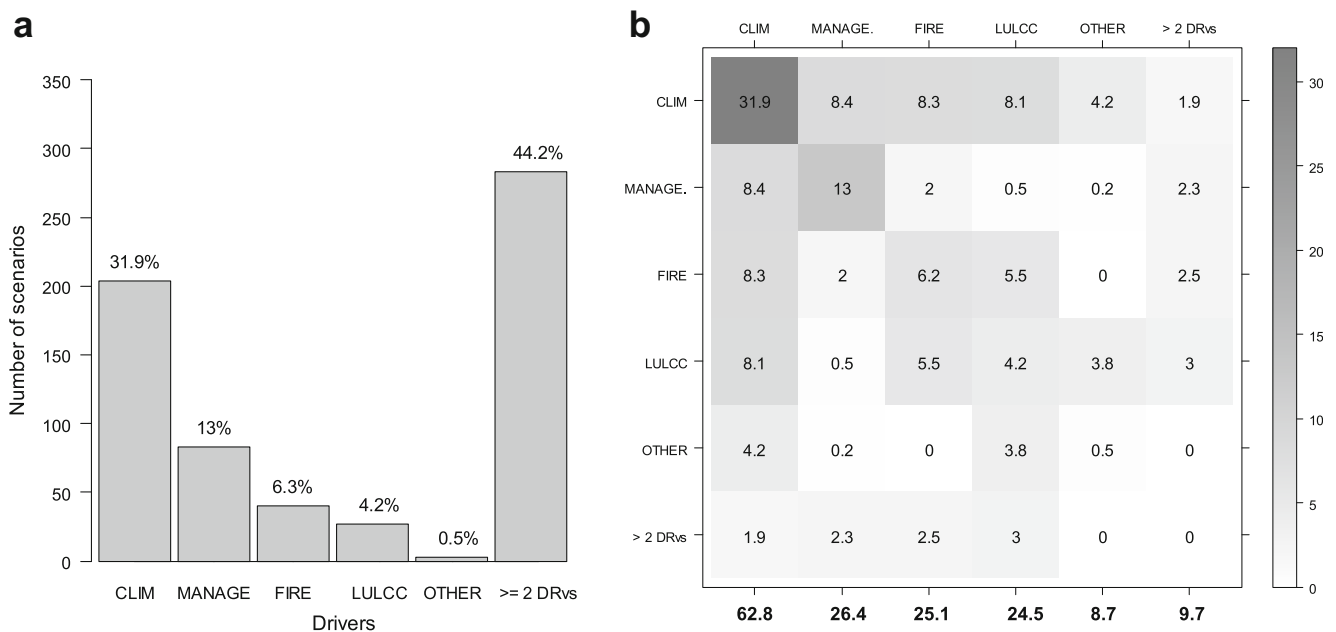 a
350
300
250
200
150
100
50
0
Number of scenarios
31.9%
13%
6.3%
4.2%
0.5%
44.2%
CLIM MANAGE FIRE LULCC OTHER >= 2 DRvs
Drivers
b
CLIM MANAGE. FIRE LULCC OTHER > 2 DRvs
CLIM 31.9 8.4 8.3 8.1 4.2 1.9
MANAGE. 8.4 13 2 0.5 0.2 2.3
FIRE 8.3 2 6.2 5.5 0 2.5
LULCC 8.1 0.5 5.5 4.2 3.8 3
OTHER 4.2 0.2 0 3.8 0.5 0
> 2 DRvs 1.9 2.3 2.5 3 0 0
62.8 26.4 25.1 24.5 8.7 9.7
30
25
20
15
10
5
0